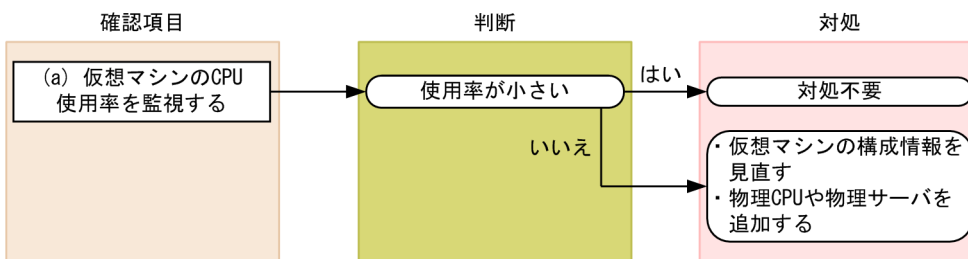 確認項目
判断
対処
(a) 仮想マシンのCPU
使用率を監視する
使用率が小さい
はい
対処不要
いいえ
・仮想マシンの構成情報を
見直す
・物理CPUや物理サーバを
追加する